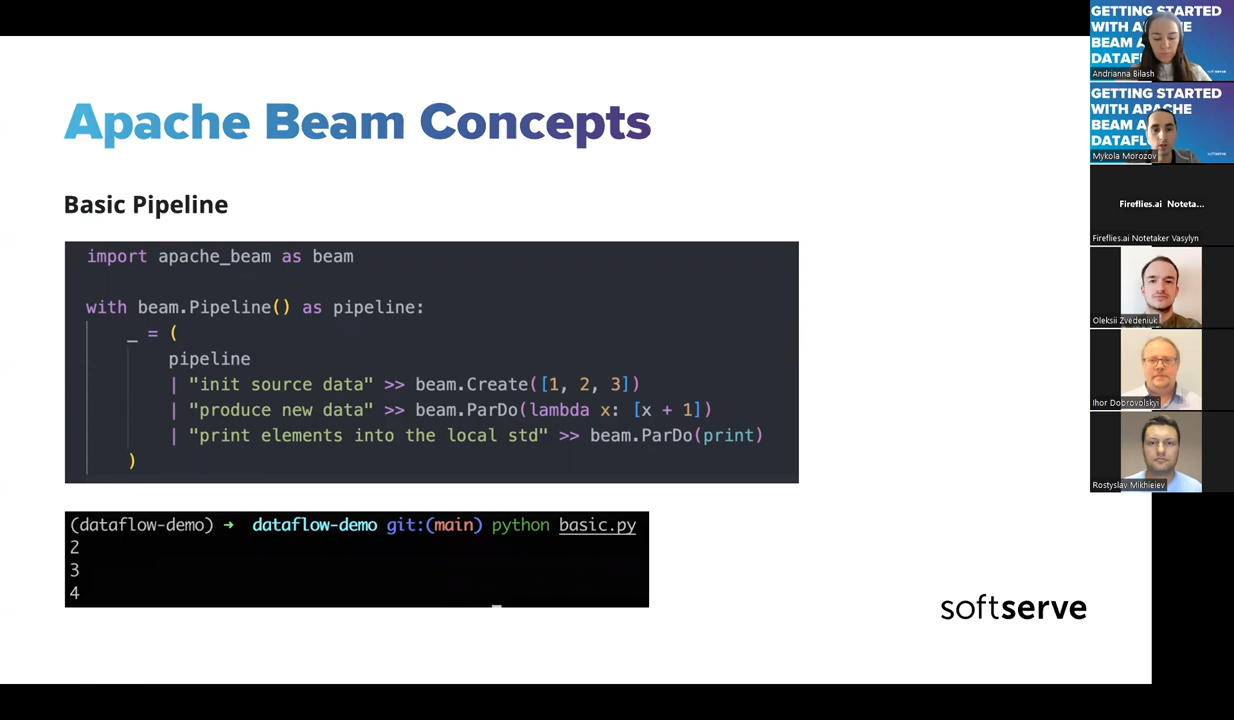 Apache Beam Concepts
Basic Pipeline
import apache_beam as beam
with beam.Pipeline() as pipeline:
_ = (
pipeline
| "init source data" >> beam.Create([1, 2, 3])
| "produce new data" >> beam.ParDo(lambda x: [x + 1])
| "print elements into the local std" >> beam.ParDo(print)
)
(dataflow-demo) → dataflow-demo git:(main) python basic.py
2
3
4
softserve
GETTING STARTED
WITH A
BEAM A
DATAF
softserve
Andrianna Bilash
GETTING STARTED
WITH APACHE
BEAM A
DATAFL
softserve
Mykola Morozov
Fireflies.ai Noteta...
Fireflies.ai Notetaker Vasylyn
Oleksii Zvedeniuk
Ihor Dobrovolskyi
Rostyslav Mikhieiev